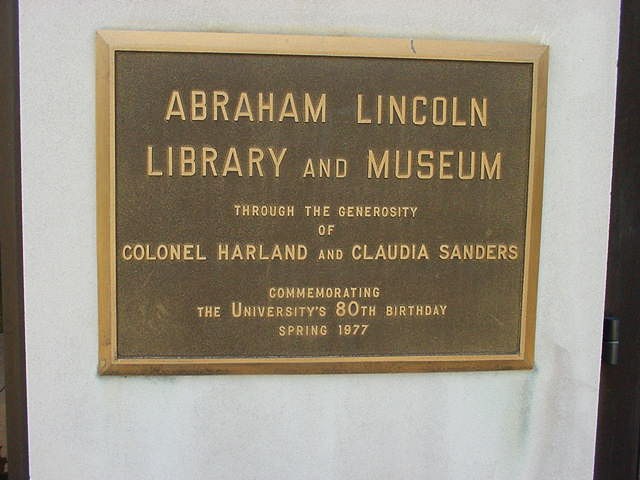 ABRAHAM LINCOLN
LIBRARY AND MUSEUM
THROUGH THE GENEROSITY
OF
COLONEL HARLAND AND CLAUDIA SANDERS
COMMEMORATING
THE UNIVERSITY'S 80TH BIRTHDAY
SPRING 1977